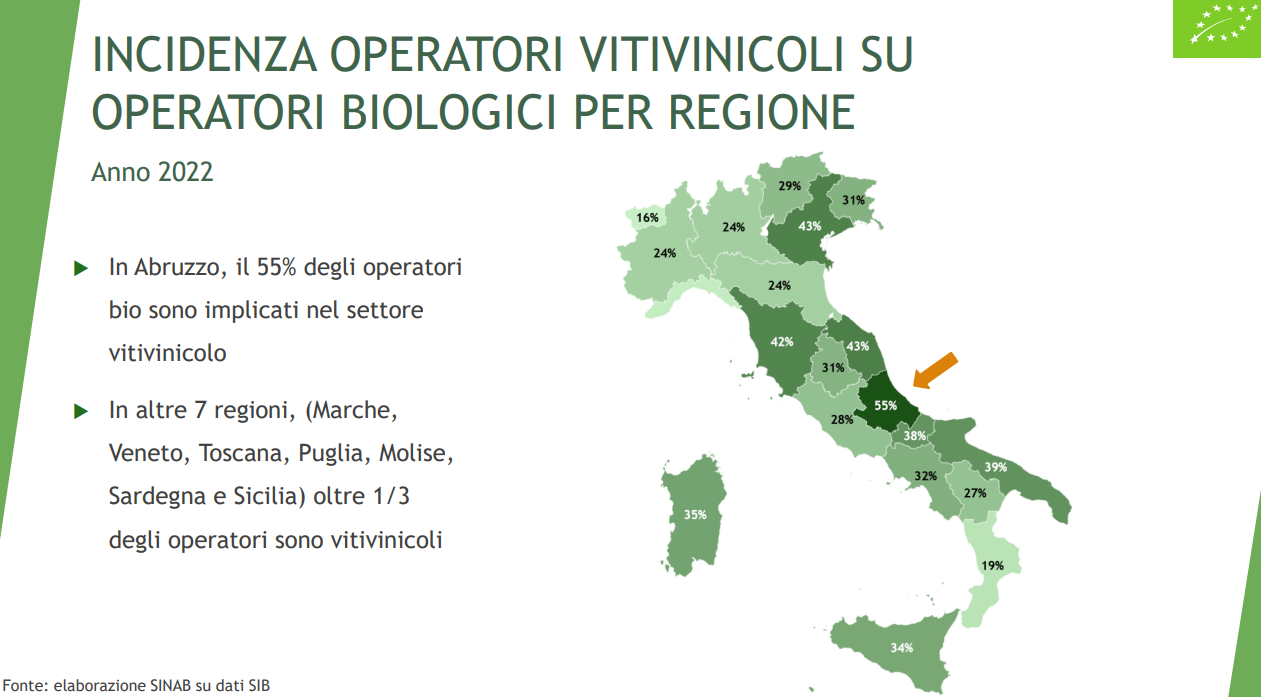 INCIDENZA OPERATORI VITIVINICOLI SU
OPERATORI BIOLOGICI PER REGIONE
Anno 2022
In Abruzzo, il 55% degli operatori
bio sono implicati nel settore
vitivinicolo
In altre 7 regioni, (Marche,
Veneto, Toscana, Puglia, Molise,
Sardegna e Sicilia) oltre 1/3
degli operatori sono vitivinicoli
29%
31%
16%
43%
24%
24%
24%
42%
43%
31%
55%
28%
38%
39%
32%
27%
35%
19%
34%
Fonte: elaborazione SINAB su dati SIB